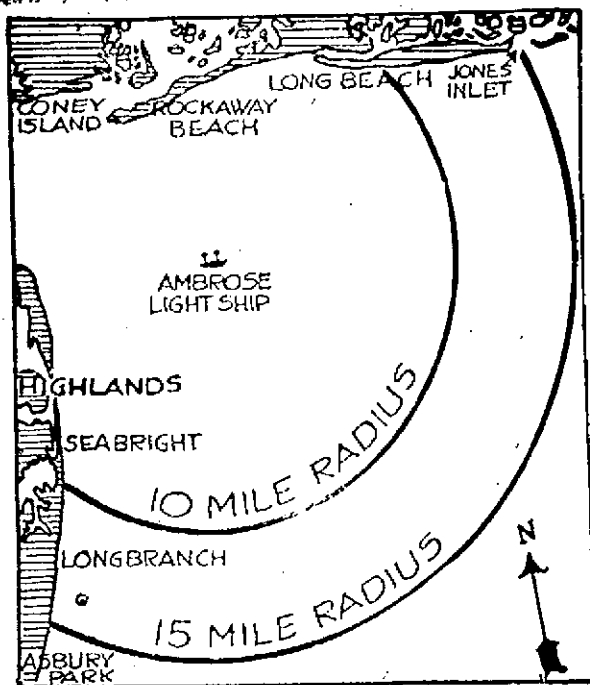 LONG BEACH
JONES
INLET
CONEY
ISLAND
ROCKAWAY
BEACH
AMBROSE
LIGHT SHIP
HIGHLANDS
SEABRIGHT
10 MILE RADIUS
LONGBRANCH
N
15 MILE RADIUS
ASBURY
PARK